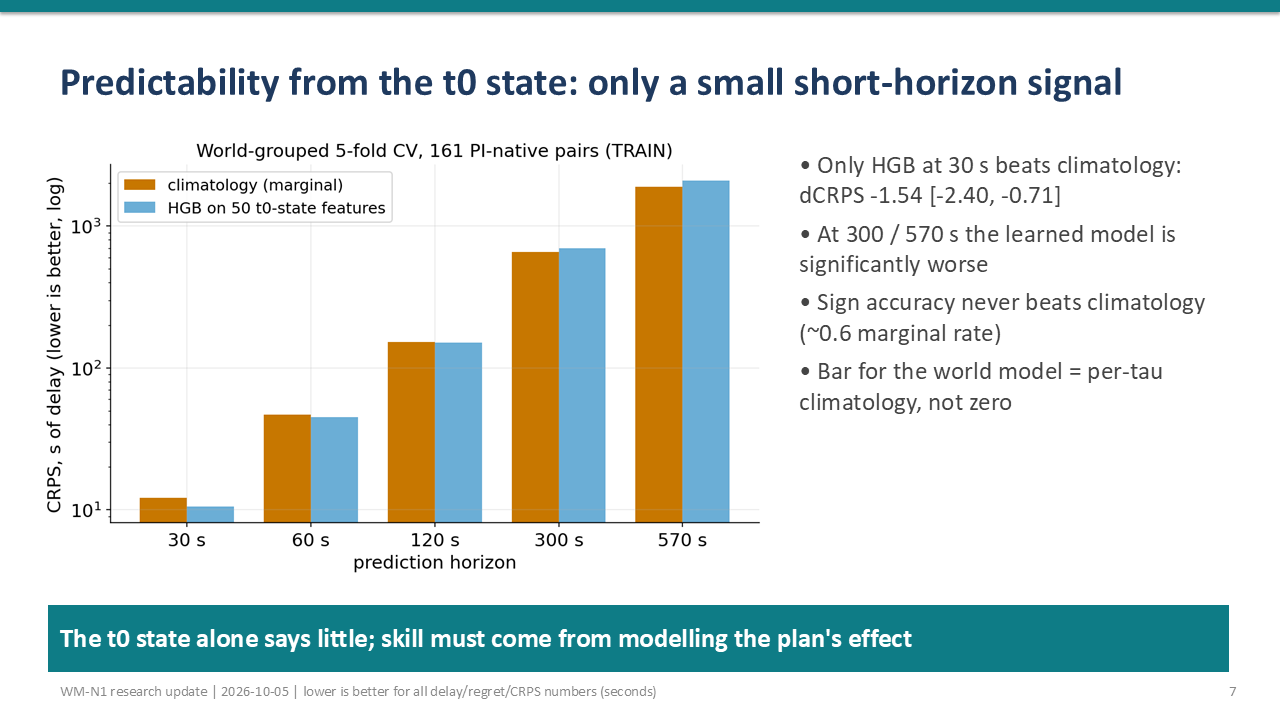 Predictability from the t0 state: only a small short-horizon signal
World-grouped 5-fold CV, 161 PI-native pairs (TRAIN)
climatology (marginal)
HGB on 50 t0-state features
CRPS, s of delay (lower is better, log)
10³
10²
10¹
30 s
60 s
120 s
300 s
570 s
prediction horizon
• Only HGB at 30 s beats climatology:
dCRPS -1.54 [-2.40, -0.71]
• At 300 / 570 s the learned model is
significantly worse
• Sign accuracy never beats climatology
(~0.6 marginal rate)
• Bar for the world model = per-tau
climatology, not zero
The t0 state alone says little; skill must come from modelling the plan's effect
WM-N1 research update | 2026-10-05 | lower is better for all delay/regret/CRPS numbers (seconds)
7